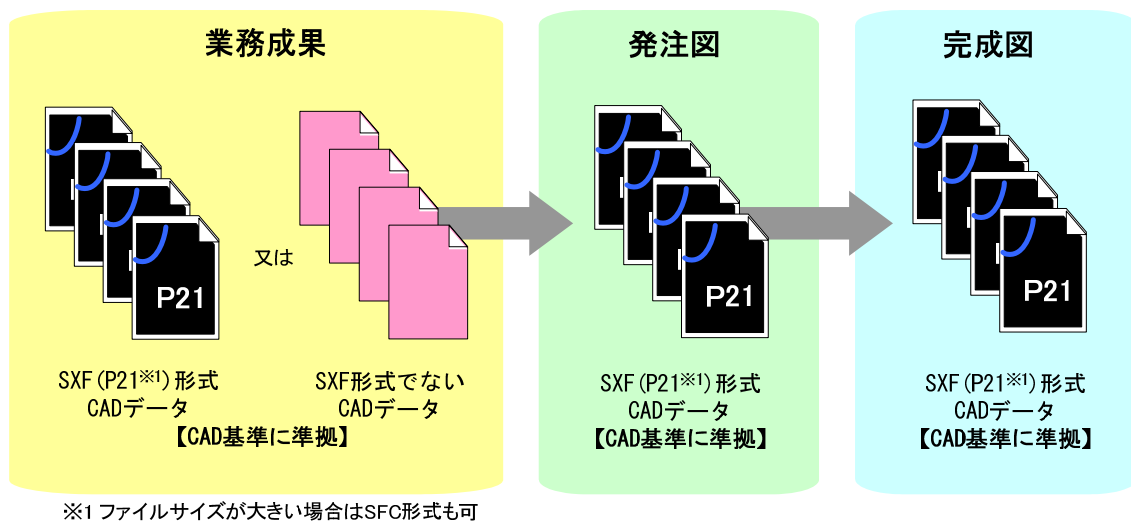 業務成果
P21
又は
SXF(P21※1)形式
CADデータ
SXF形式でない
CADデータ
【CAD基準に準拠】
発注図
P21
SXF(P21※1)形式
CADデータ
【CAD基準に準拠】
完成図
P21
SXF(P21※1)形式
CADデータ
【CAD基準に準拠】
※1 ファイルサイズが大きい場合はSFC形式も可